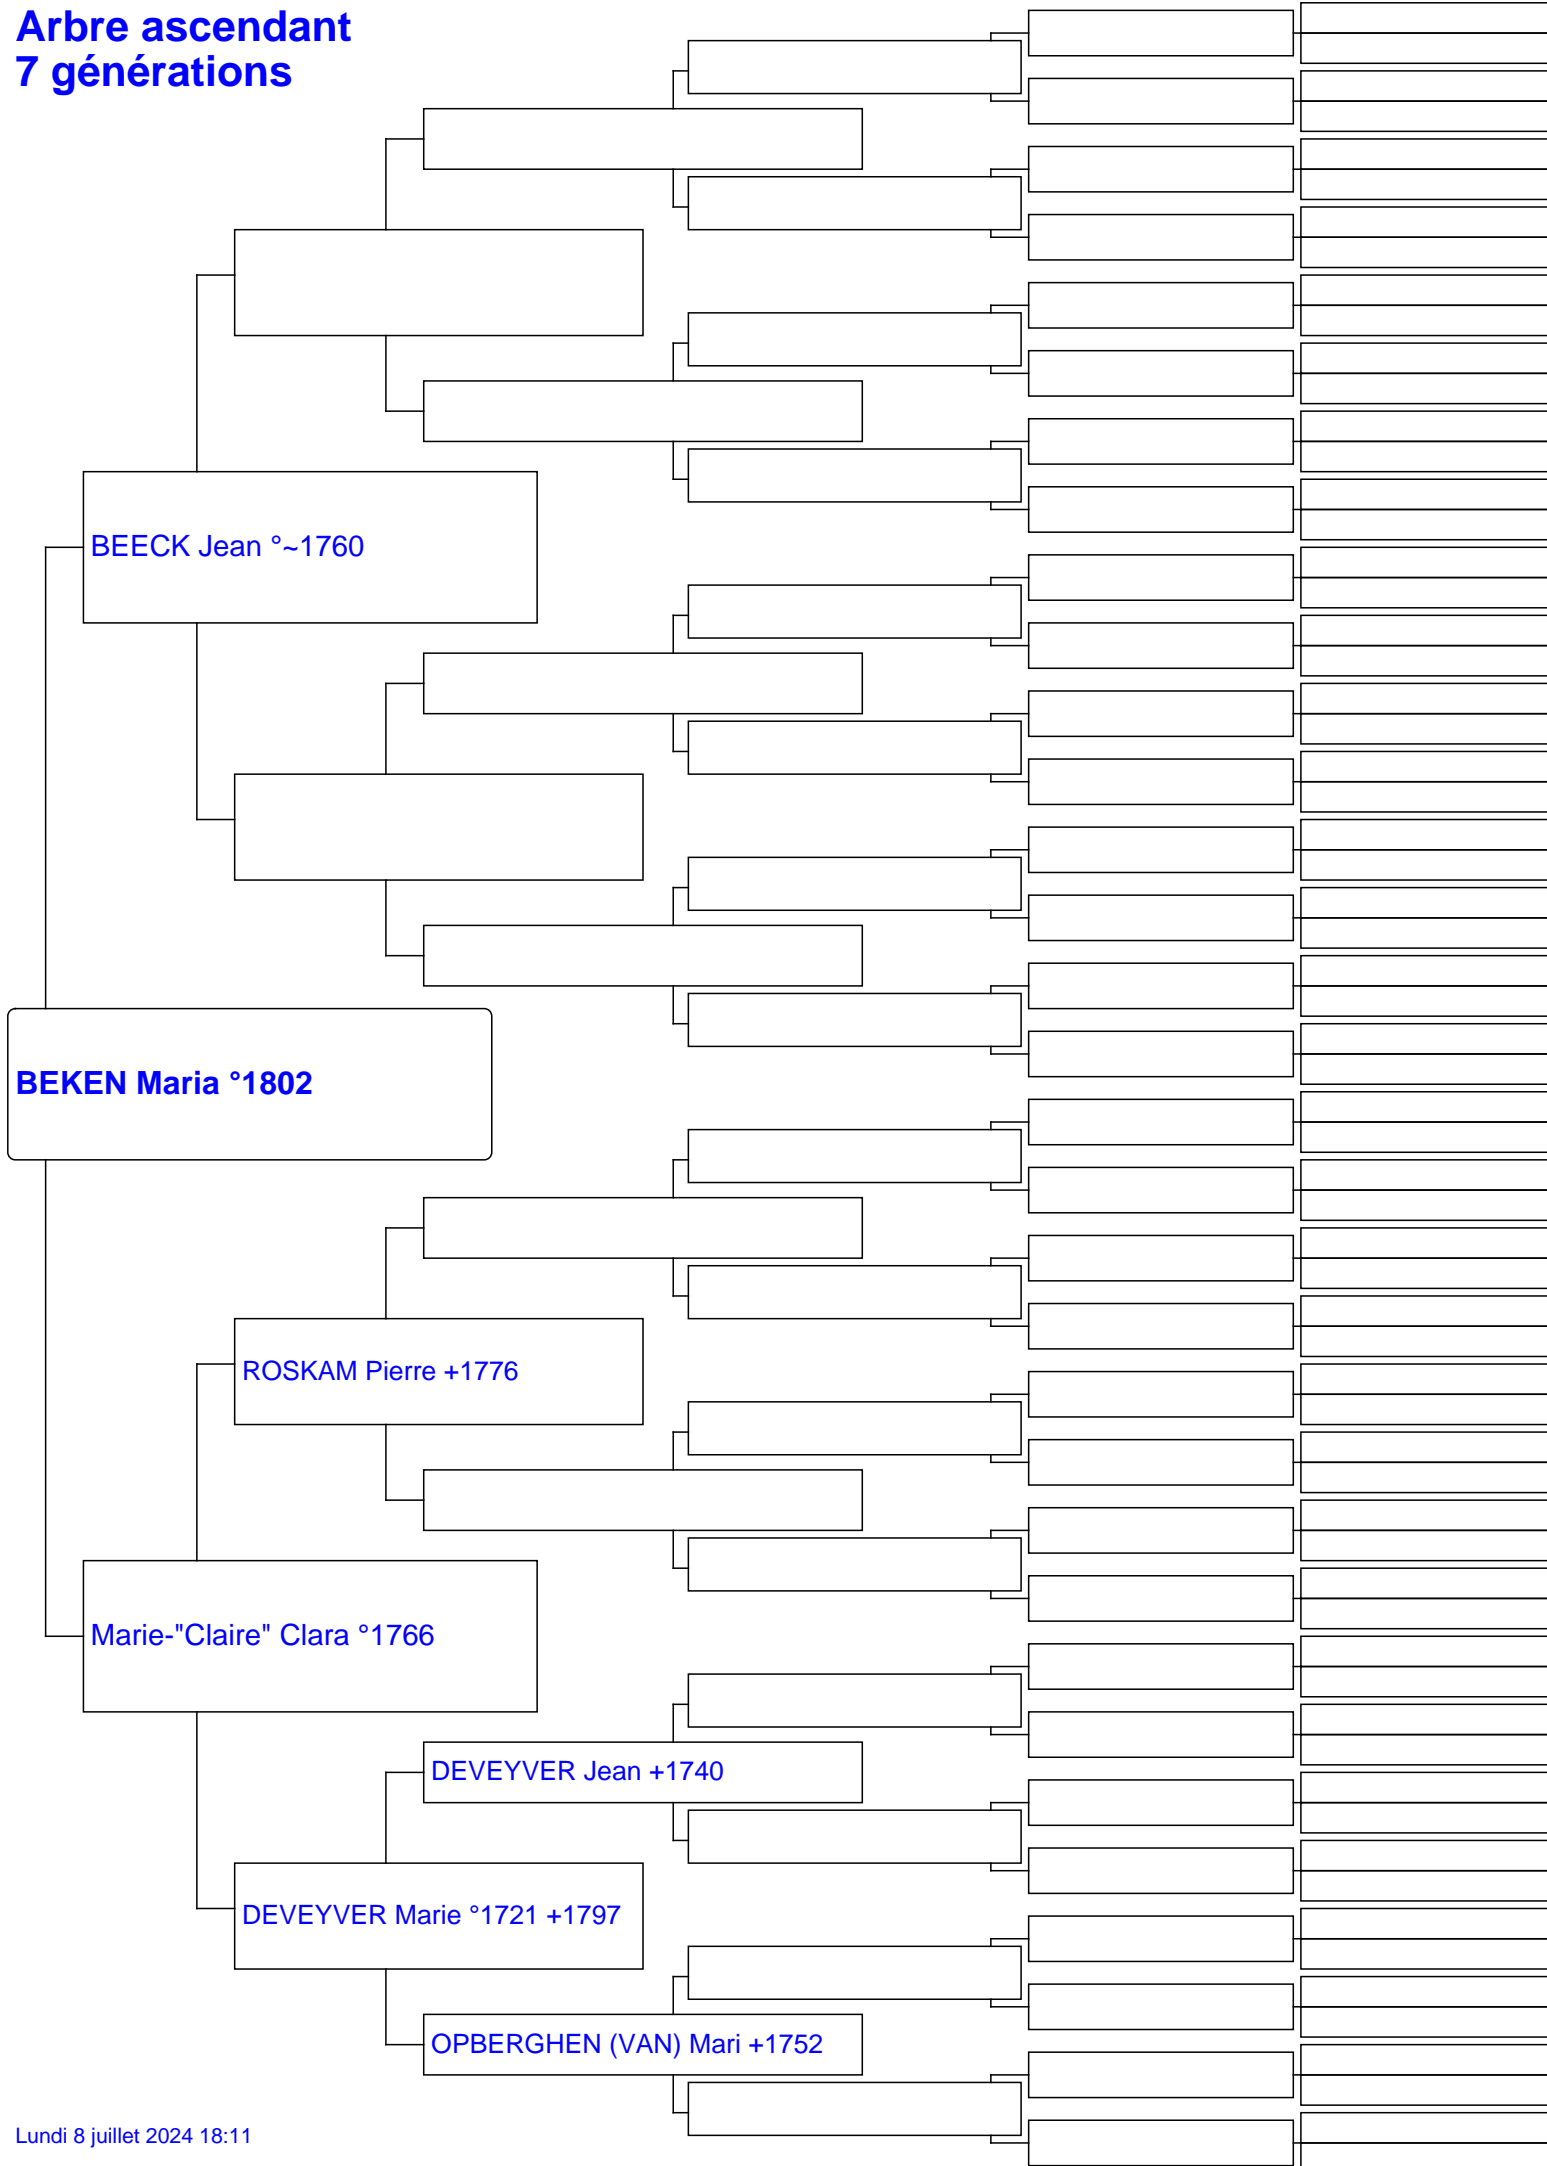 Arbre ascendant
7 générations
BEECK Jean °~1760
BEKEN Maria °1802
ROSKAM Pierre +1776
Marie-"Claire" Clara °1766
DEVEYVER Jean +1740
DEVEYVER Marie °1721 +1797
OPBERGHEN (VAN) Mari +1752
Lundi 8 juillet 2024 18:11